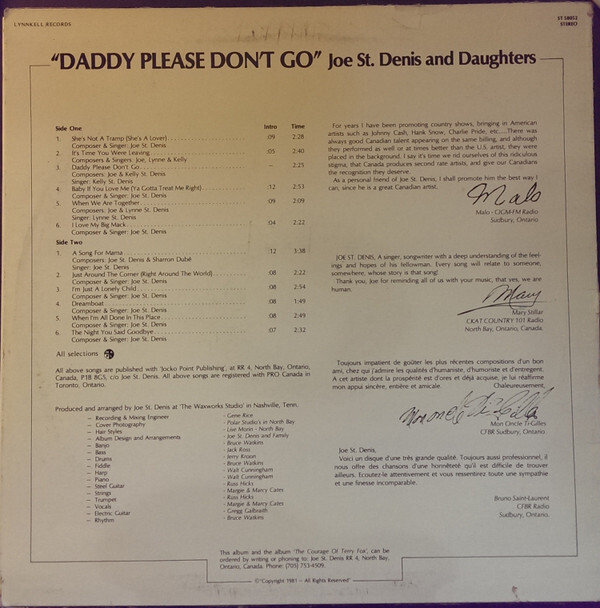 LYNNKELL RECORDS
ST 58053
STEREO
"DADDY PLEASE DON'T GO" Joe St. Denis and Daughters
Side One Intro Time
1. She's Not A Tramp (She's A Lover) :09 2:28
Composer & Singer: Joe St. Denis
2. It's Time You Were Leaving :05 2:40
Composers & Singers: Joe, Lynne & Kelly
3. Daddy Please Don't Go – 2:25
Composers: Joe & Kelly St. Denis
Singer: Kelly St. Denis
4. Baby If You Love Me (Ya Gotta Treat Me Right) :12 2:53
Composer & Singer: Joe St. Denis
5. When We Are Together :09 2:09
Composers: Joe & Lynne St. Denis
Singer: Lynne St. Denis
6. I Love My Big Mack :04 2:22
Composer & Singer: Joe St. Denis
Side Two
1. A Song For Mama :12 3:38
Composers: Joe St. Denis & Sharron Dubé
Singer: Joe St. Denis
2. Just Around The Corner (Right Around The World) :08 2:22
Composer & Singer: Joe St. Denis
3. I'm Just A Lonely Child :08 2:54
Composer & Singer: Joe St. Denis
4. Dreamboat :08 1:49
Composer & Singer: Joe St. Denis
5. When I'm All Done In This Place :08 2:49
Composer & Singer: Joe St. Denis
6. The Night You Said Goodbye :07 2:32
Composer & Singer: Joe St. Denis
All selections
All above songs are published with 'Jocko Point Publishing', at RR 4, North Bay, Ontario,
Canada, P1B 8G5, c/o Joe St. Denis. All above songs are registered with PRO Canada in
Toronto, Ontario.
Produced and arranged by Joe St. Denis at 'The Waxworks Studio' in Nashville, Tenn.
– Recording & Mixing Engineer - Gene Rice
– Cover Photography - Polar Studio's in North Bay
– Hair Styles - Lise Morin - North Bay
– Album Design and Arrangements - Joe St. Denis and Family
– Banjo - Bruce Watkins
– Bass - Jack Ross
– Drums - Jerry Kroon
– Fiddle - Bruce Watkins
– Harp - Walt Cunningham
– Piano - Walt Cunningham
– Steel Guitar - Russ Hicks
– Strings - Margie & Marcy Cates
– Trumpet - Russ Hicks
– Vocals - Margie & Marcy Cates
– Electric Guitar - Gregg Galbraith
– Rhythm - Bruce Watkins
For years I have been promoting country shows, bringing in American
artists such as Johnny Cash, Hank Snow, Charlie Pride, etc.....There was
always good Canadian talent appearing on the same billing, and although
they performed as well or at times better than the U.S. artist, they were
placed in the background. I say it's time we rid ourselves of this ridiculous
stigma, that Canada produces second rate artists, and give our Canadians
the recognition they deserve.
As a personal friend of Joe St. Denis, I shall promote him the best way I
can, since he is a great Canadian artist.
Malo
Malo - CIGM-FM Radio
Sudbury, Ontario
JOE ST. DENIS, A singer, songwriter with a deep understanding of the feel-
ings and hopes of his fellowman. Every song will relate to someone,
somewhere, whose story is that song!
Thank you, Joe for reminding all of us with your music, that yes, we are
human.
Mary
Mary Stillar
CKAT COUNTRY 101 Radio
North Bay, Ontario, Canada.
Toujours impatient de goûter les plus récentes compositions d'un bon
ami, chez qui j'admire les qualités d'humaniste, d'humoriste et d'entregent.
A cet artiste dont la prospérité est d'ores et déjà acquise, je lui réaffirme
mon appui sincère, entière et amicale.
Chaleureusement,
Mon oncle Ti-Gilles
Mon Oncle Ti-Gilles
CFBR Sudbury, Ontario.
Joe St. Denis,
Voici un disque d'une très grande qualité. Toujours aussi professionnel, il
nous offre des chansons d'une honnêteté qu'il est difficile de trouver
ailleurs. Ecoutez-le attentivement et vous ressentirez toute une sympathie
et une finesse incomparable.
Bruno Saint-Laurent
CFBR Radio
Sudbury, Ontario.
This album and the album 'The Courage Of Terry Fox', can be
ordered by writing or phoning to: Joe St. Denis RR 4, North Bay,
Ontario, Canada. Phone: (705) 753-4509.
©"Copyright 1981 – All Rights Reserved"